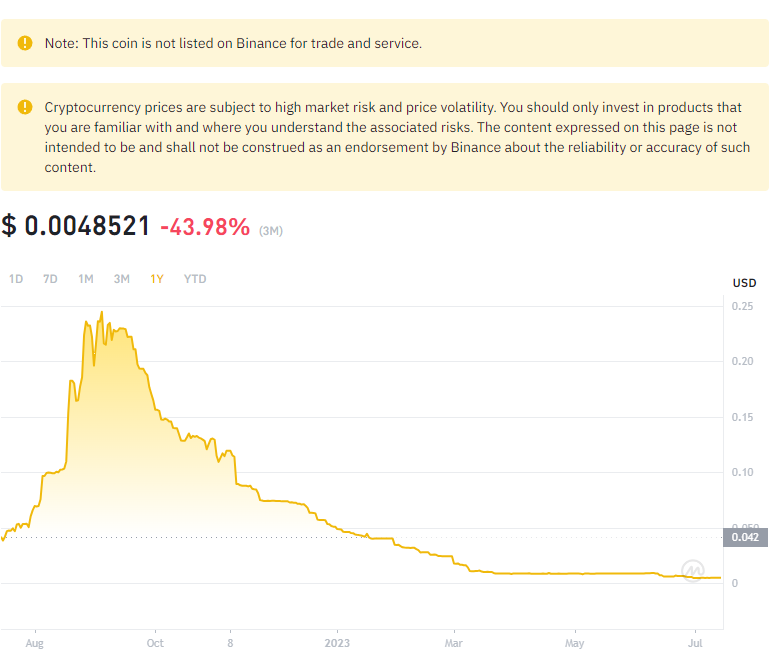 Note: This coin is not listed on Binance for trade and service.
Cryptocurrency prices are subject to high market risk and price volatility. You should only invest in products that
you are familiar with and where you understand the associated risks. The content expressed on this page is not
intended to be and shall not be construed as an endorsement by Binance about the reliability or accuracy of such
content.
$ 0.0048521 -43.98% (3M)
1D 7D 1M 3M 1Y YTD
USD
0.25
0.20
0.15
0.10
0.050
0.042
0
Aug Oct 8 2023 Mar May Jul